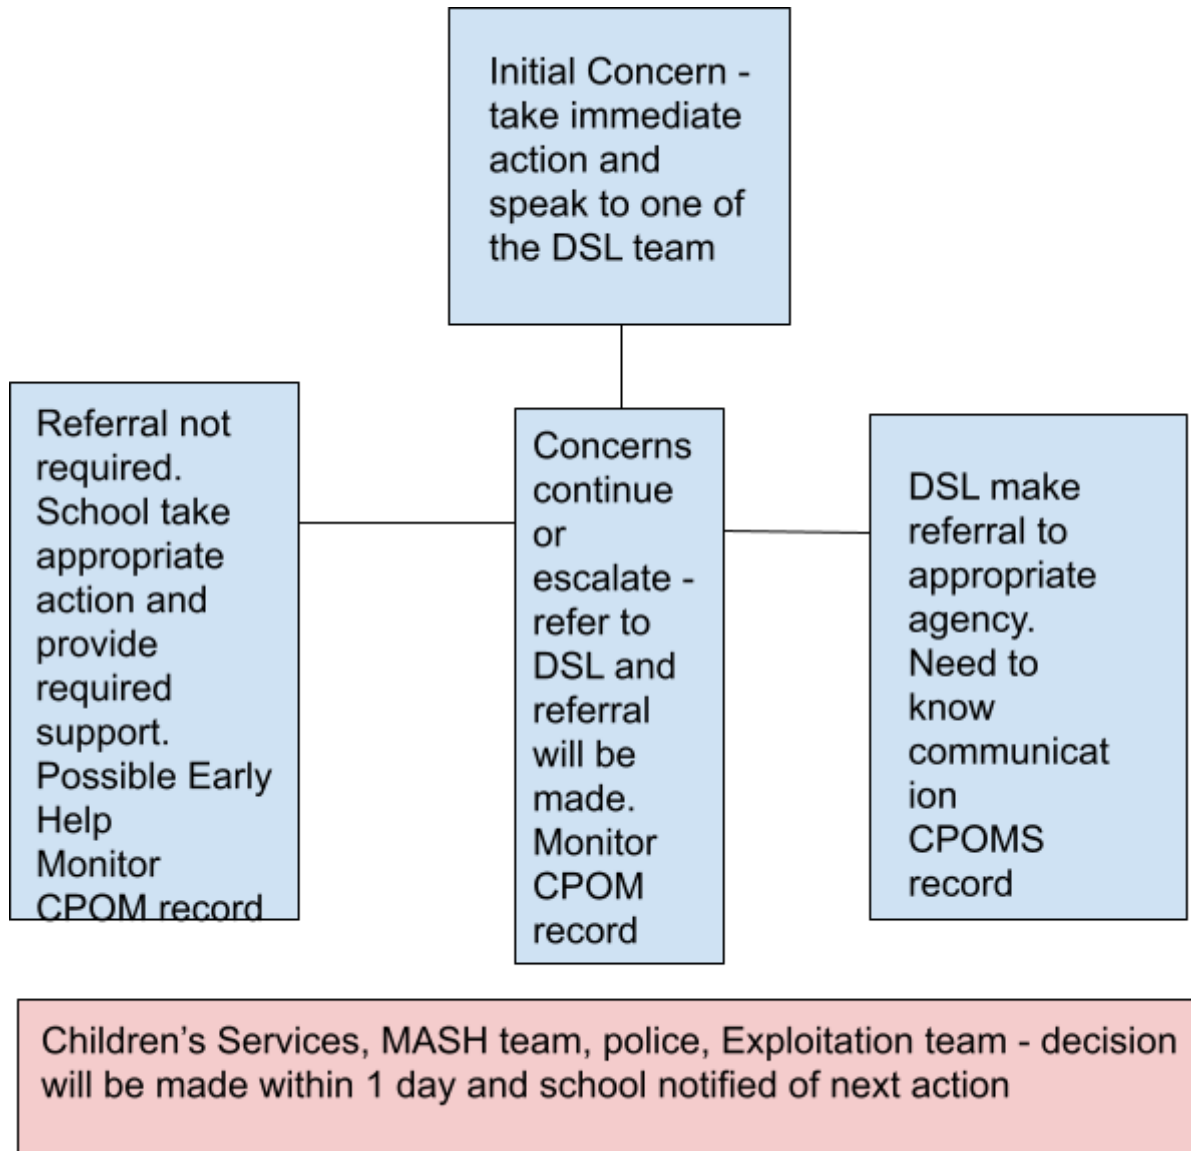 Initial Concern -
take immediate
action and
speak to one of
the DSL team
Referral not
required.
School take
appropriate
action and
provide
required
support.
Possible Early
Help
Monitor
CPOM record
Concerns
continue
or
escalate -
refer to
DSL and
referral
will be
made.
Monitor
CPOM
record
DSL make
referral to
appropriate
agency.
Need to
know
communicat
ion
CPOMS
record
Children’s Services, MASH team, police, Exploitation team - decision
will be made within 1 day and school notified of next action